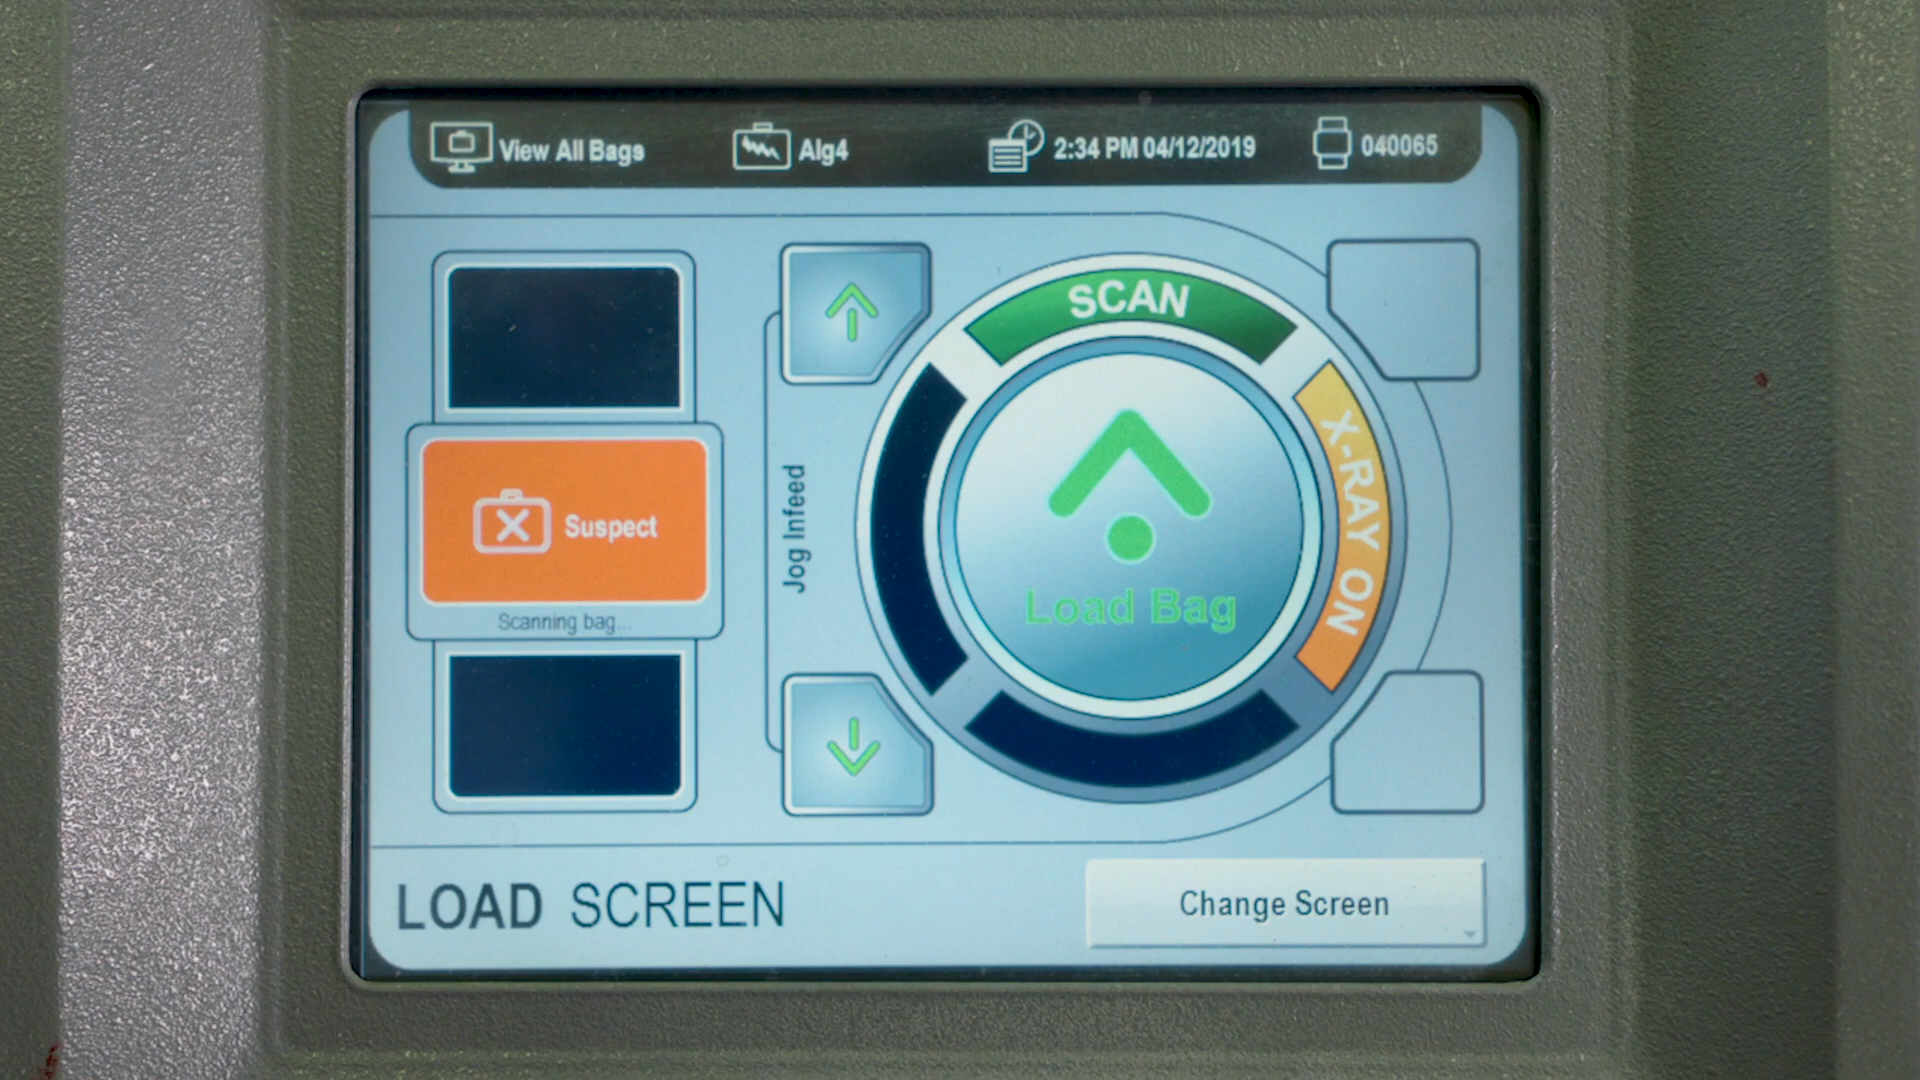 View All Bags
Alg4
2:34 PM 04/12/2019
040065
SCAN
X-RAY ON
Suspect
Scanning bag...
Jog Infeed
Load Bag
LOAD SCREEN
Change Screen